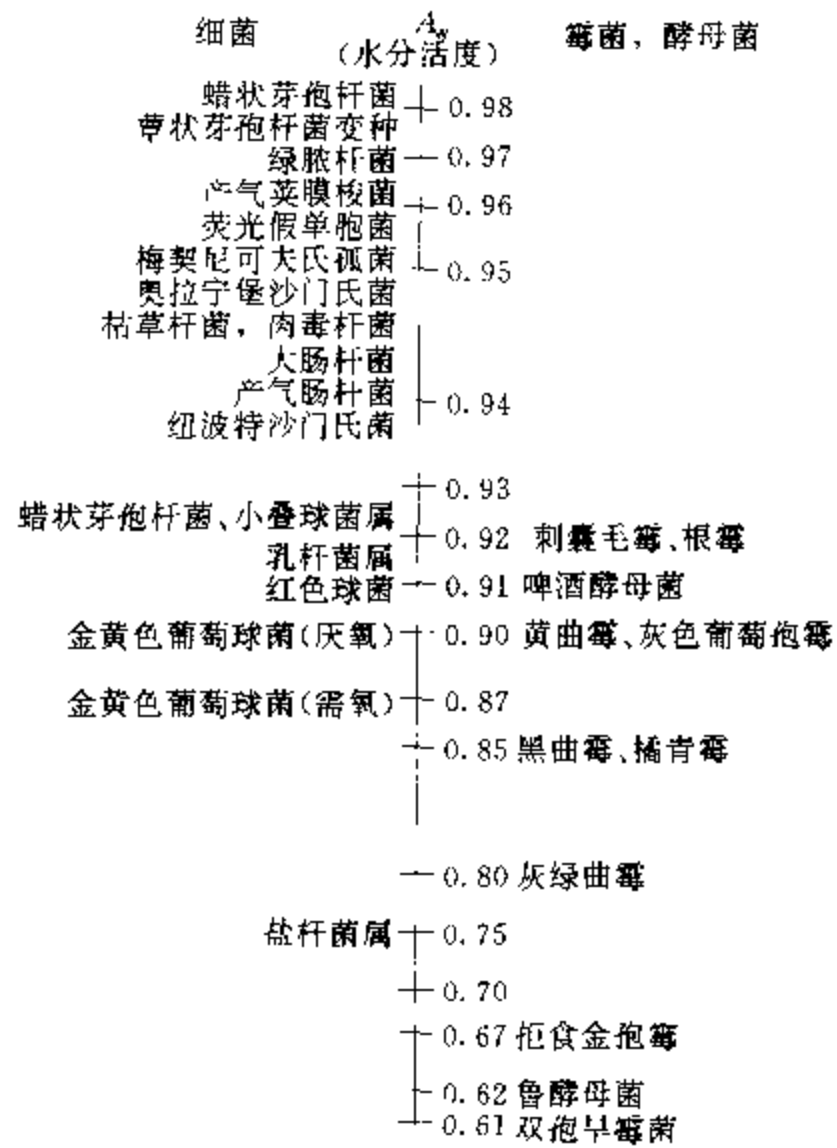 细菌 Aw 霉菌，酵母菌
（水分活度）
蜡状芽孢杆菌 0.98
蕈状芽孢杆菌变种
绿脓杆菌 0.97
产气荚膜梭菌 0.96
荧光假单胞菌
梅契尼可夫氏弧菌 0.95
奥拉宁堡沙门氏菌
枯草杆菌，肉毒杆菌
大肠杆菌
产气肠杆菌 0.94
纽波特沙门氏菌
0.93
蜡状芽孢杆菌、小叠球菌属
0.92 刺囊毛霉、根霉
乳杆菌属
红色球菌 0.91 啤酒酵母菌
金黄色葡萄球菌（厌氧） 0.90 黄曲霉、灰色葡萄孢霉
金黄色葡萄球菌（需氧） 0.87
0.85 黑曲霉、橘青霉
0.80 灰绿曲霉
盐杆菌属 0.75
0.70
0.67 拒食金孢霉
0.62 鲁酵母菌
0.61 双孢旱霉菌